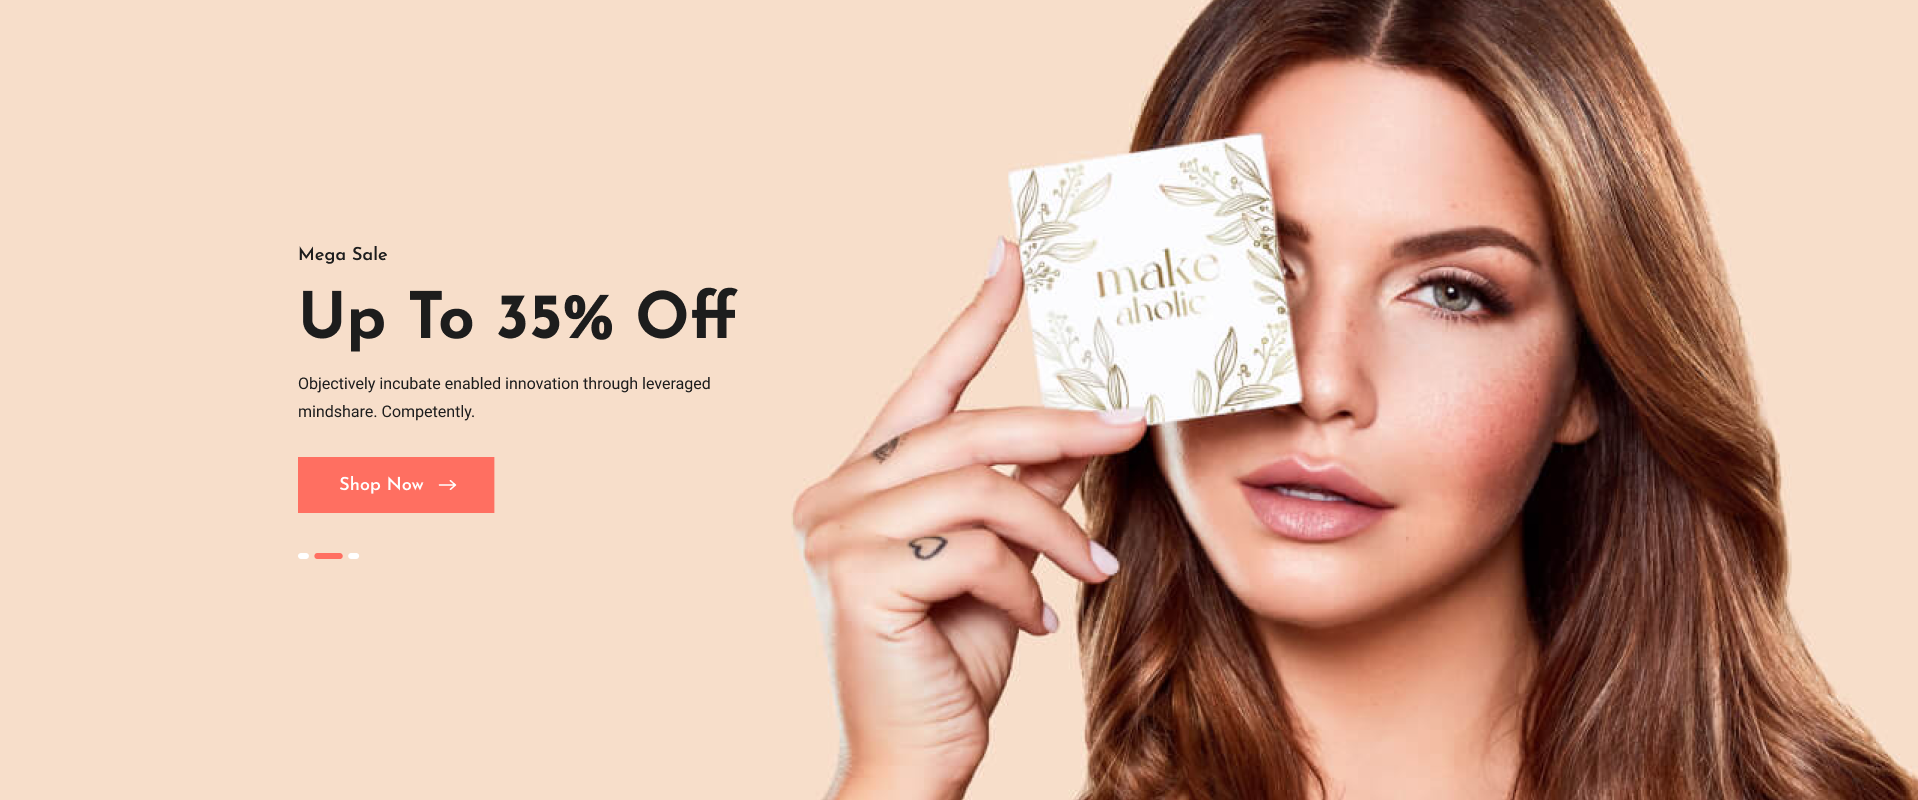 Mega Sale
Up To 35% Off
Objectively incubate enabled innovation through leveraged
mindshare. Competently.
Shop Now
make
aholic